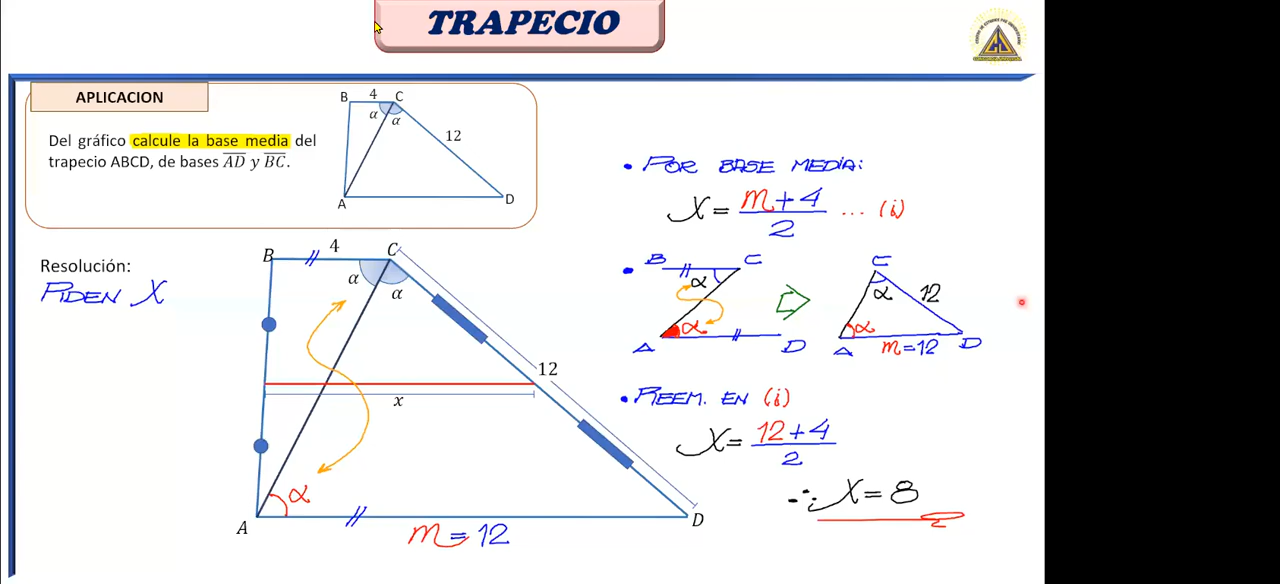 TRAPECIO
APLICACION
Del gráfico calcule la base media del
trapecio ABCD, de bases AD y BC.
B 4 C
α α
12
A D
Resolución:
PIDEN X
B 4 C
α α
12
x
α
A D
m = 12
• POR BASE MEDIA:
X = m + 4 / 2 ... (i)
• B C
α
α
A D
C
α 12
α
A m = 12 D
• REEM. EN (i)
X = 12 + 4 / 2
∴ X = 8